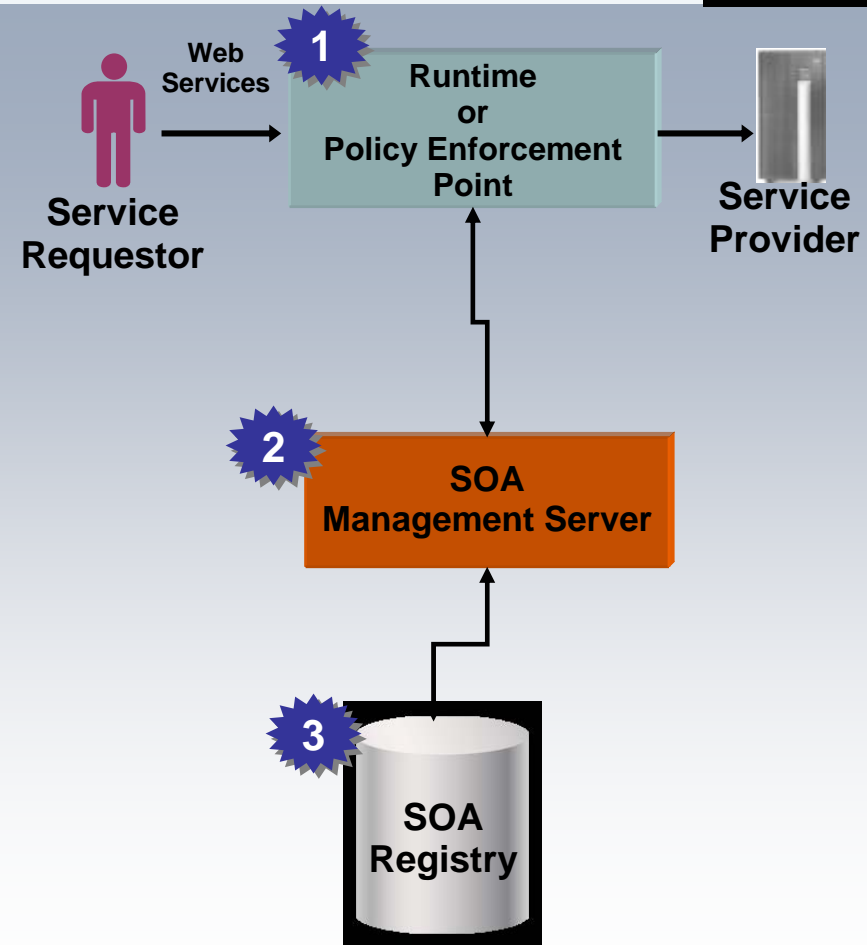 Web
Services
1
Runtime
or
Policy Enforcement
Point
Service
Requestor
Service
Provider
2
SOA
Management Server
3
SOA
Registry